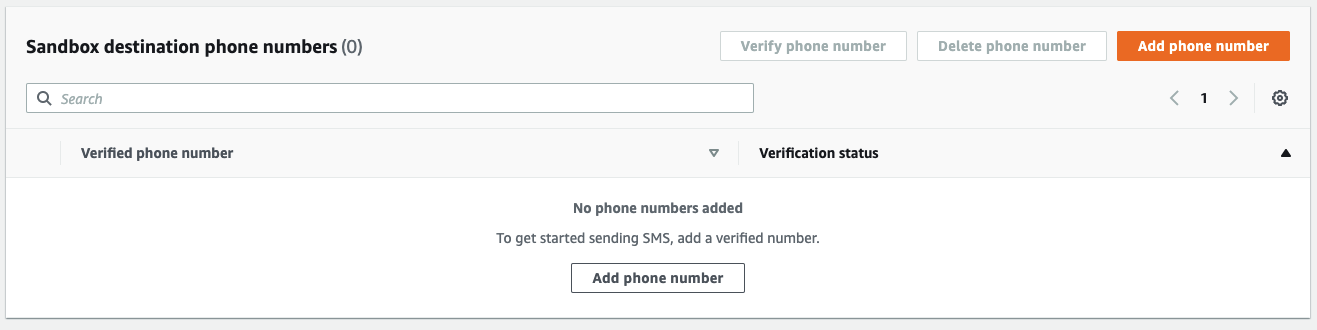 Sandbox destination phone numbers (0)
Verify phone number
Delete phone number
Add phone number
Search
1
Verified phone number
Verification status
No phone numbers added
To get started sending SMS, add a verified number.
Add phone number